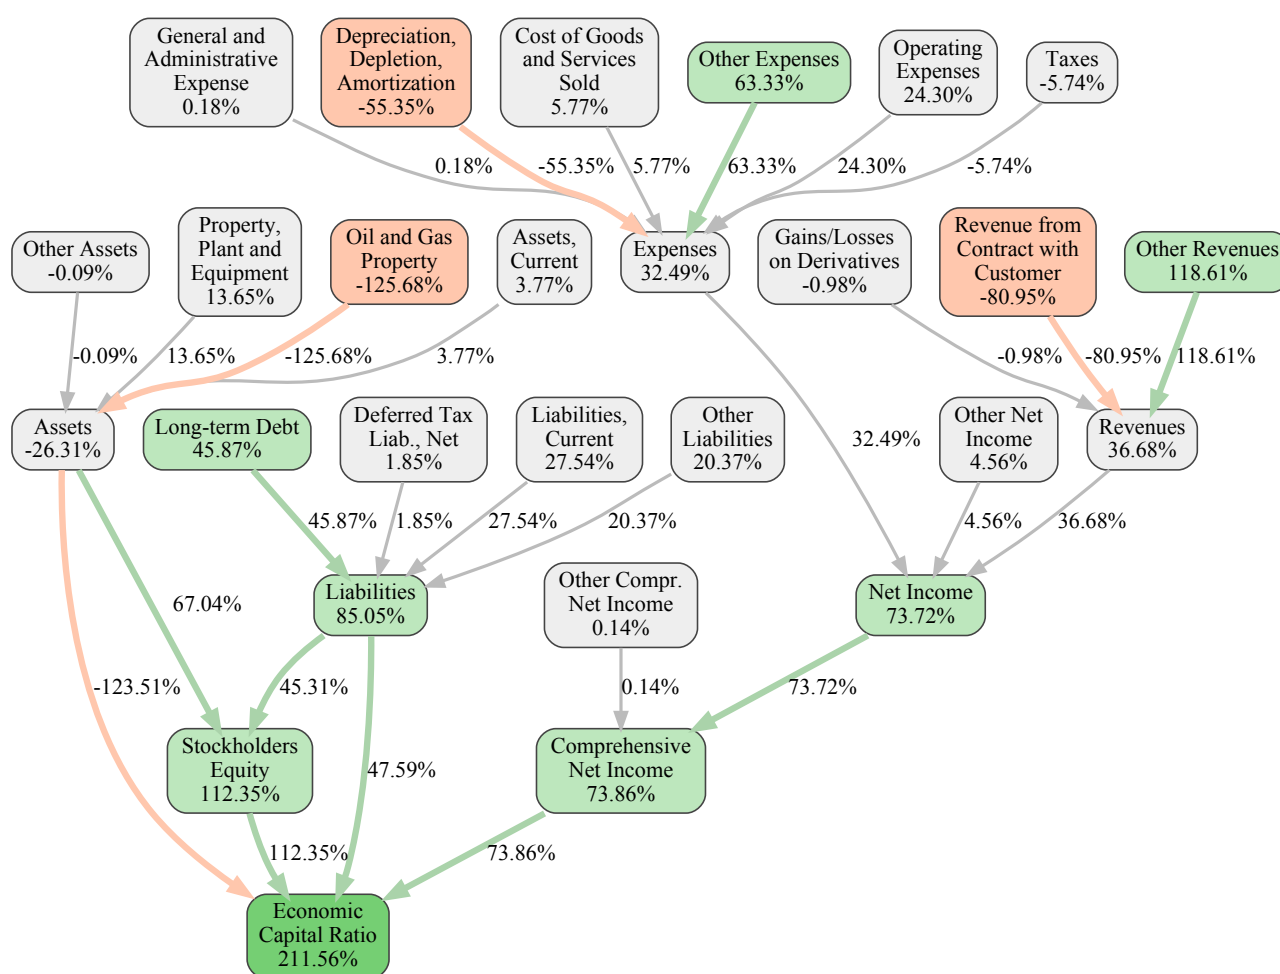 General and
Administrative
Expense
0.18%
Depreciation,
Depletion,
Amortization
-55.35%
Cost of Goods
and Services
Sold
5.77%
Other Expenses
63.33%
Operating
Expenses
24.30%
Taxes
-5.74%
0.18%
-55.35%
5.77%
63.33%
24.30%
-5.74%
Other Assets
-0.09%
Property,
Plant and
Equipment
13.65%
Oil and Gas
Property
-125.68%
Assets,
Current
3.77%
Expenses
32.49%
Gains/Losses
on Derivatives
-0.98%
Revenue from
Contract with
Customer
-80.95%
Other Revenues
118.61%
-0.09%
13.65%
-125.68%
3.77%
-0.98%
-80.95%
118.61%
Assets
-26.31%
Long-term Debt
45.87%
Deferred Tax
Liab., Net
1.85%
Liabilities,
Current
27.54%
Other
Liabilities
20.37%
32.49%
Other Net
Income
4.56%
Revenues
36.68%
45.87%
1.85%
27.54%
20.37%
4.56%
36.68%
67.04%
Liabilities
85.05%
Other Compr.
Net Income
0.14%
Net Income
73.72%
-123.51%
45.31%
0.14%
73.72%
Stockholders
Equity
112.35%
47.59%
Comprehensive
Net Income
73.86%
112.35%
73.86%
Economic
Capital Ratio
211.56%